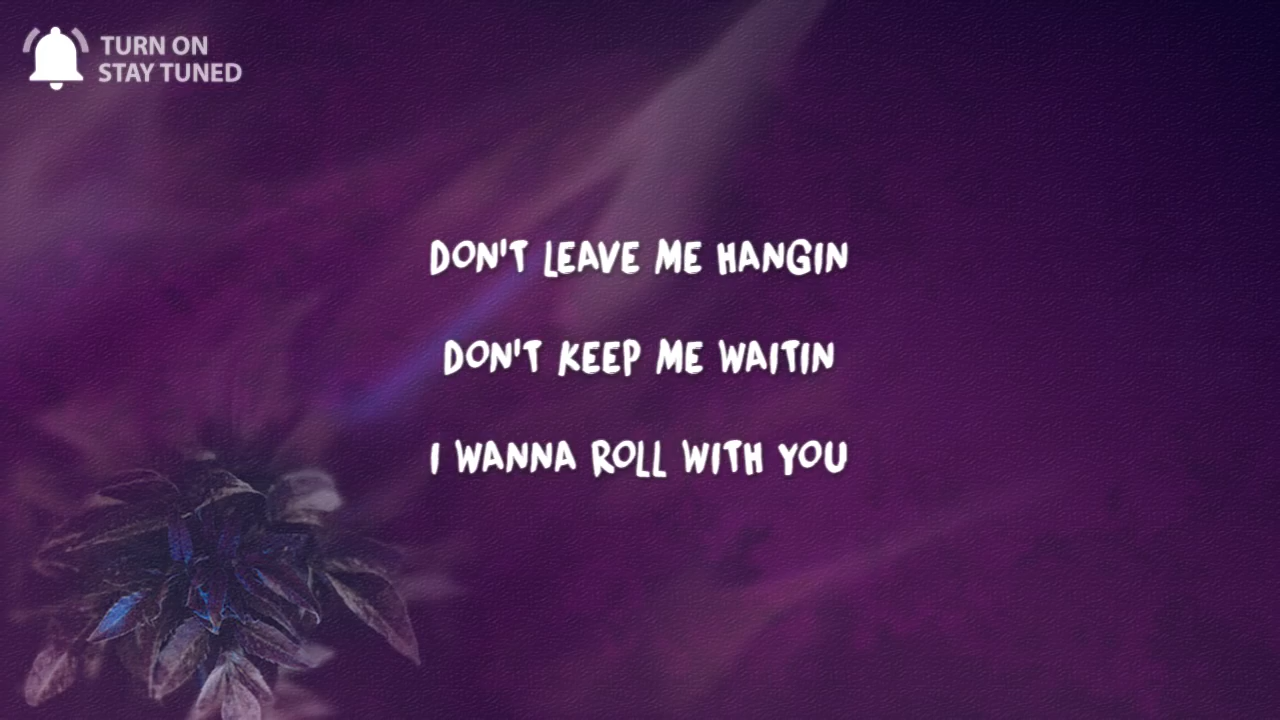 TURN ON
STAY TUNED
DON'T LEAVE ME HANGIN
DON'T KEEP ME WAITIN
I WANNA ROLL WITH YOU